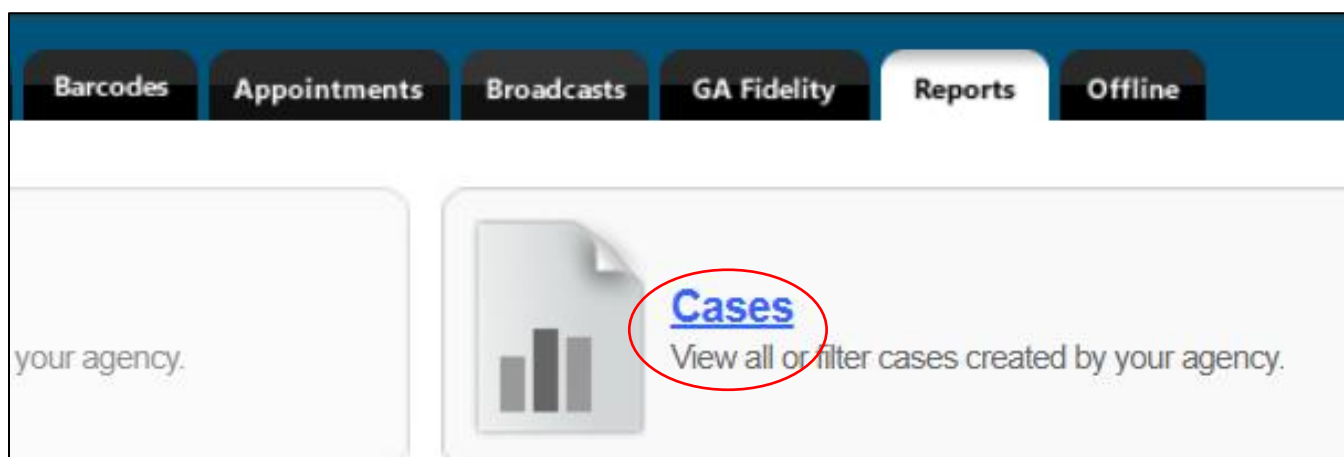 Barcodes Appointments Broadcasts GA Fidelity Reports Offline
your agency.
Cases
View all or filter cases created by your agency.